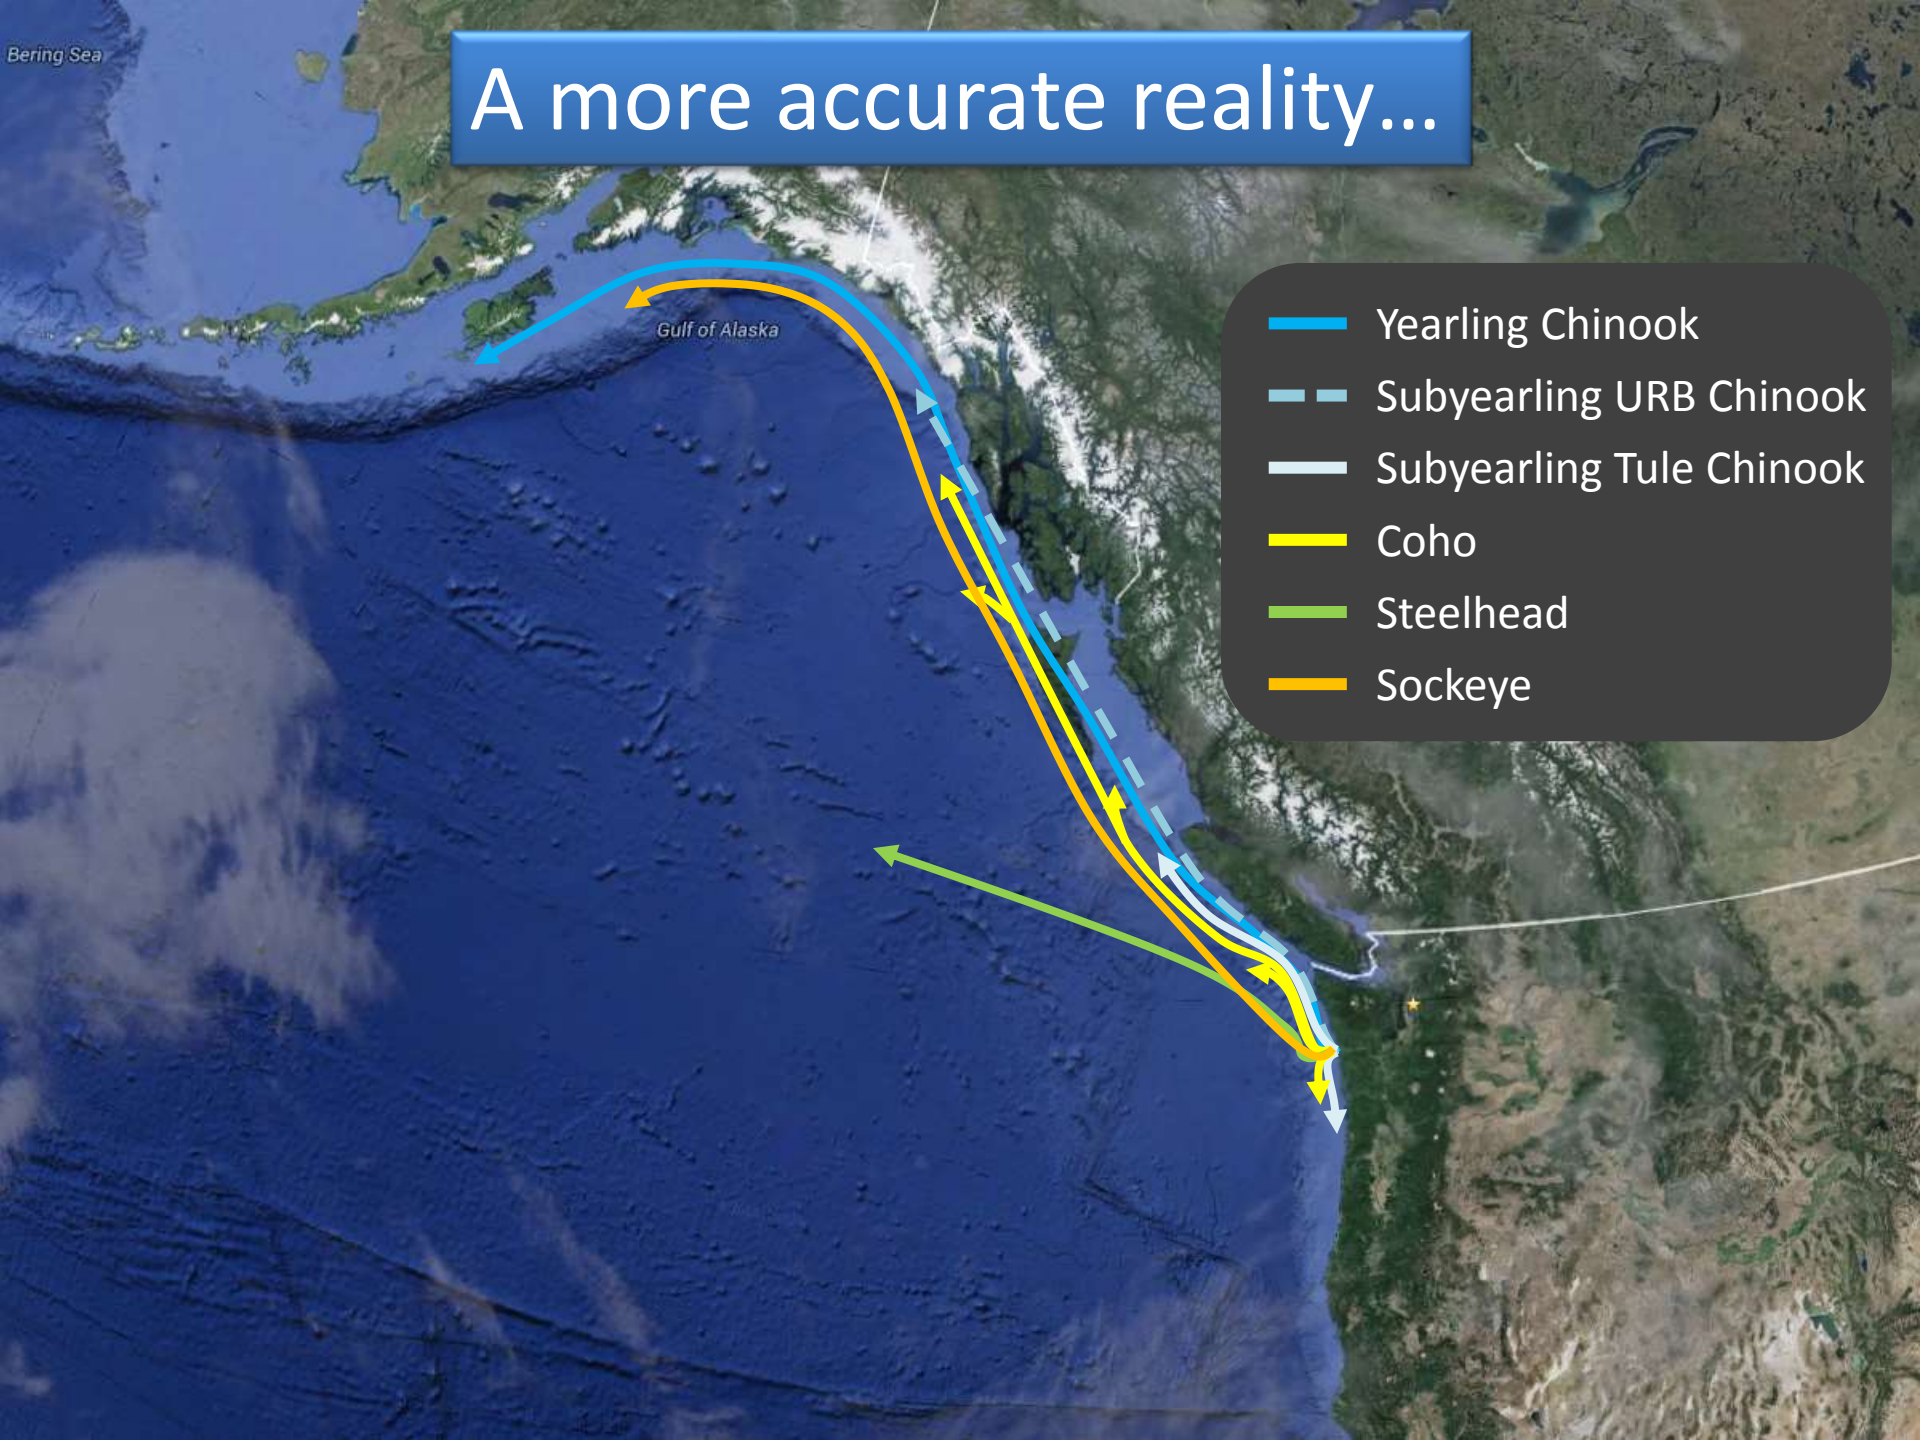 Bering Sea
A more accurate reality...
Gulf of Alaska
Yearling Chinook
Subyearling URB Chinook
Subyearling Tule Chinook
Coho
Steelhead
Sockeye